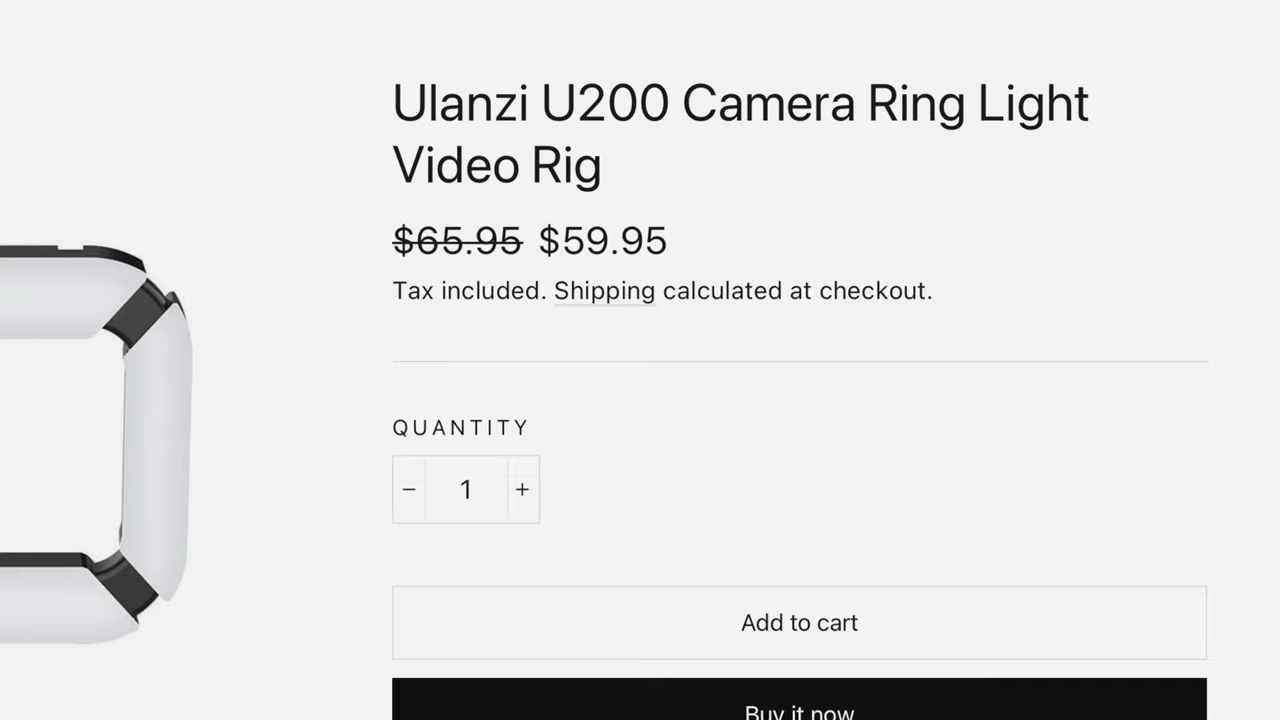 Ulanzi U200 Camera Ring Light
Video Rig
$65.95 $59.95
Tax included. Shipping calculated at checkout.
QUANTITY
− 1 +
Add to cart
Buy it now